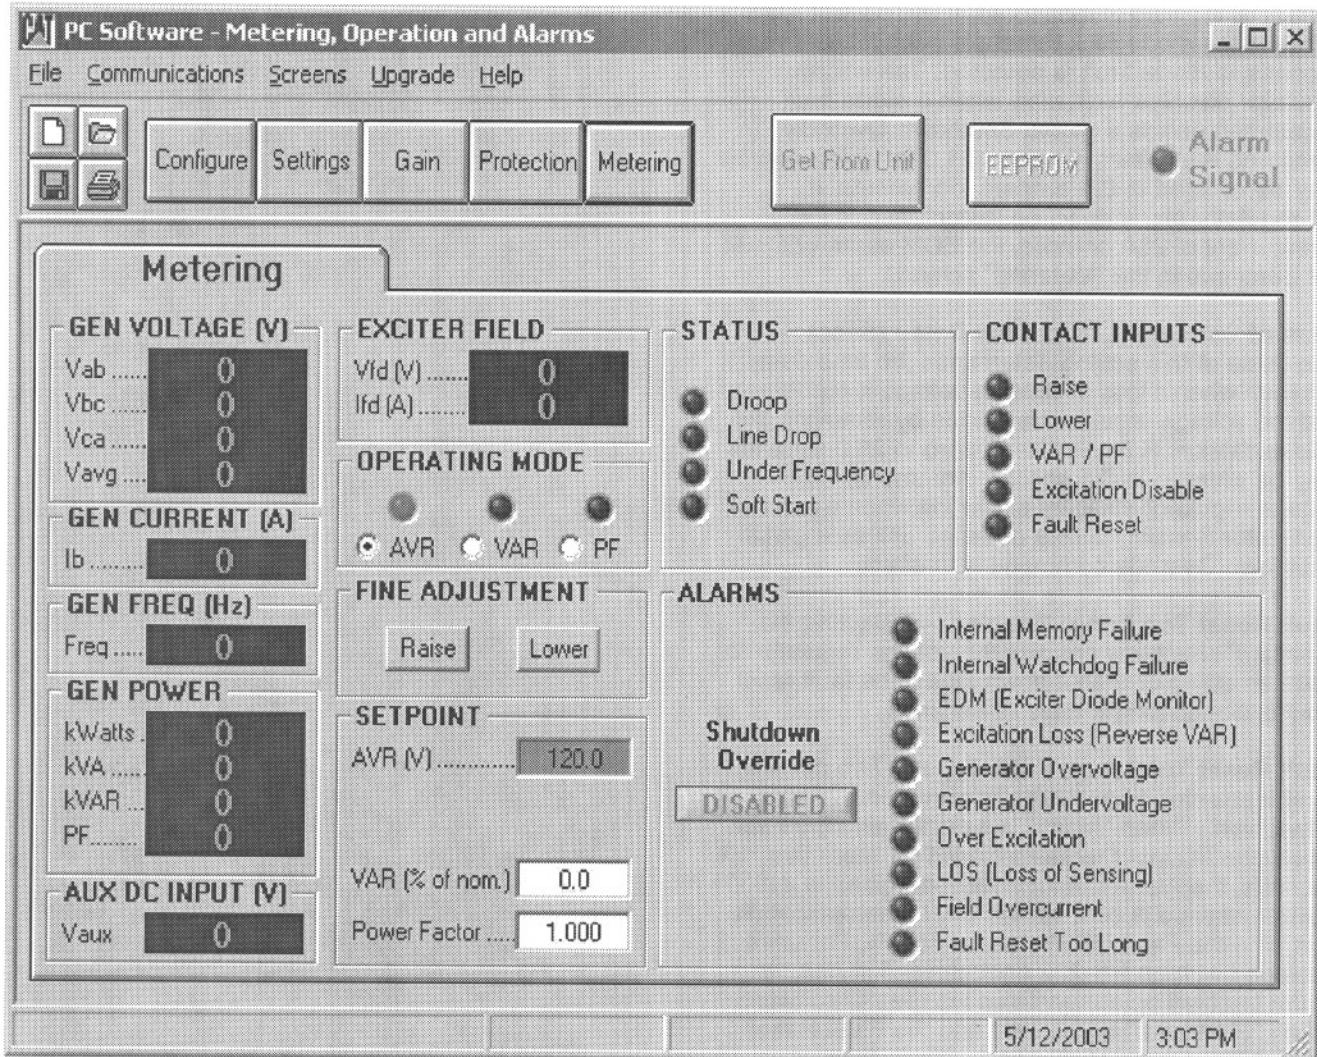 CAT PC Software - Metering, Operation and Alarms
File Communications Screens Upgrade Help
Configure Settings Gain Protection Metering Get From Unit EEPROM Alarm Signal
Metering
GEN VOLTAGE (V)
Vab ...... 0
Vbc ...... 0
Vca ...... 0
Vavg .... 0
GEN CURRENT (A)
Ib ......... 0
GEN FREQ (Hz)
Freq ..... 0
GEN POWER
kWatts . 0
kVA ...... 0
kVAR ... 0
PF........ 0
AUX DC INPUT (V)
Vaux 0
EXCITER FIELD
Vfd (V) ....... 0
Ifd (A) ........ 0
OPERATING MODE
AVR VAR PF
FINE ADJUSTMENT
Raise Lower
SETPOINT
AVR (V) ............. 120.0
VAR (% of nom.) 0.0
Power Factor ..... 1.000
STATUS
Droop
Line Drop
Under Frequency
Soft Start
CONTACT INPUTS
Raise
Lower
VAR / PF
Excitation Disable
Fault Reset
ALARMS
Shutdown
Override
DISABLED
Internal Memory Failure
Internal Watchdog Failure
EDM (Exciter Diode Monitor)
Excitation Loss (Reverse VAR)
Generator Overvoltage
Generator Undervoltage
Over Excitation
LOS (Loss of Sensing)
Field Overcurrent
Fault Reset Too Long
5/12/2003 3:03 PM